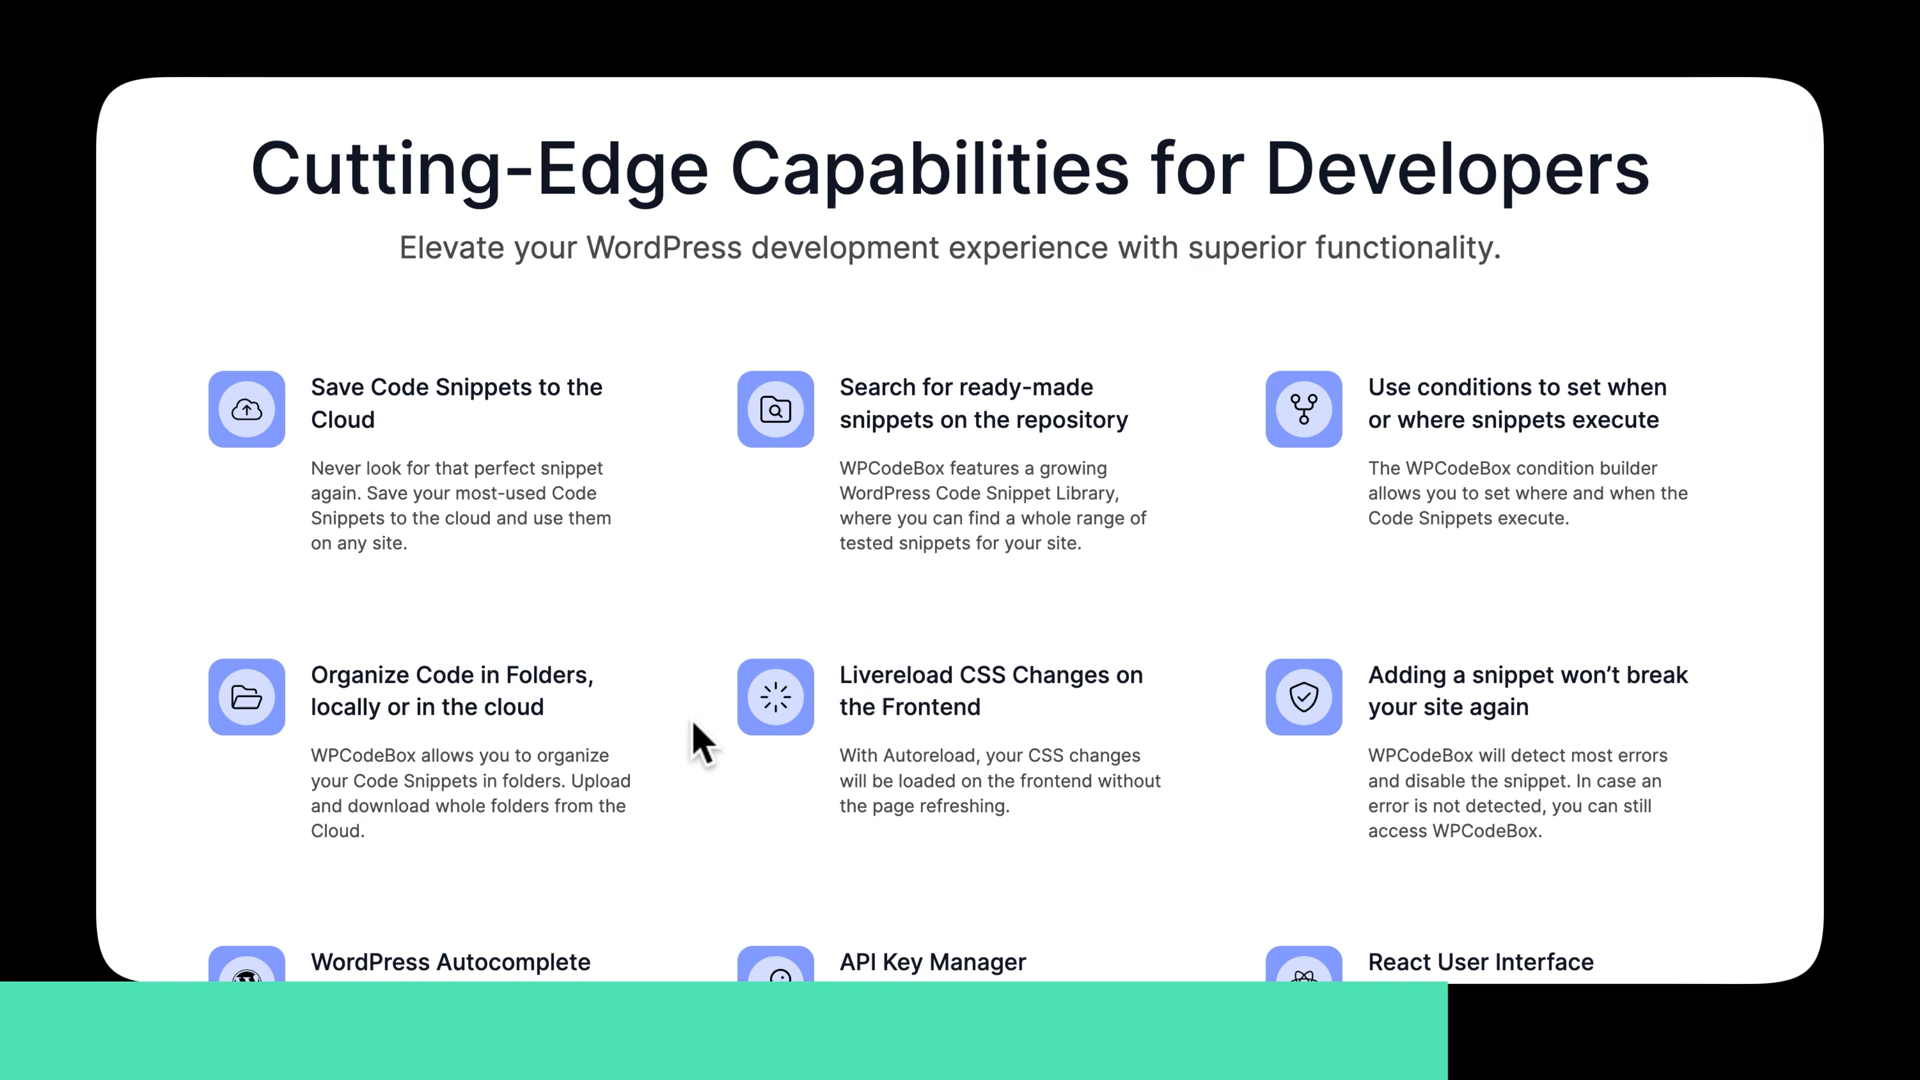 Cutting-Edge Capabilities for Developers
Elevate your WordPress development experience with superior functionality.
Save Code Snippets to the
Cloud
Never look for that perfect snippet
again. Save your most-used Code
Snippets to the cloud and use them
on any site.
Search for ready-made
snippets on the repository
WPCodeBox features a growing
WordPress Code Snippet Library,
where you can find a whole range of
tested snippets for your site.
Use conditions to set when
or where snippets execute
The WPCodeBox condition builder
allows you to set where and when the
Code Snippets execute.
Organize Code in Folders,
locally or in the cloud
WPCodeBox allows you to organize
your Code Snippets in folders. Upload
and download whole folders from the
Cloud.
Livereload CSS Changes on
the Frontend
With Autoreload, your CSS changes
will be loaded on the frontend without
the page refreshing.
Adding a snippet won’t break
your site again
WPCodeBox will detect most errors
and disable the snippet. In case an
error is not detected, you can still
access WPCodeBox.
WordPress Autocomplete
API Key Manager
React User Interface